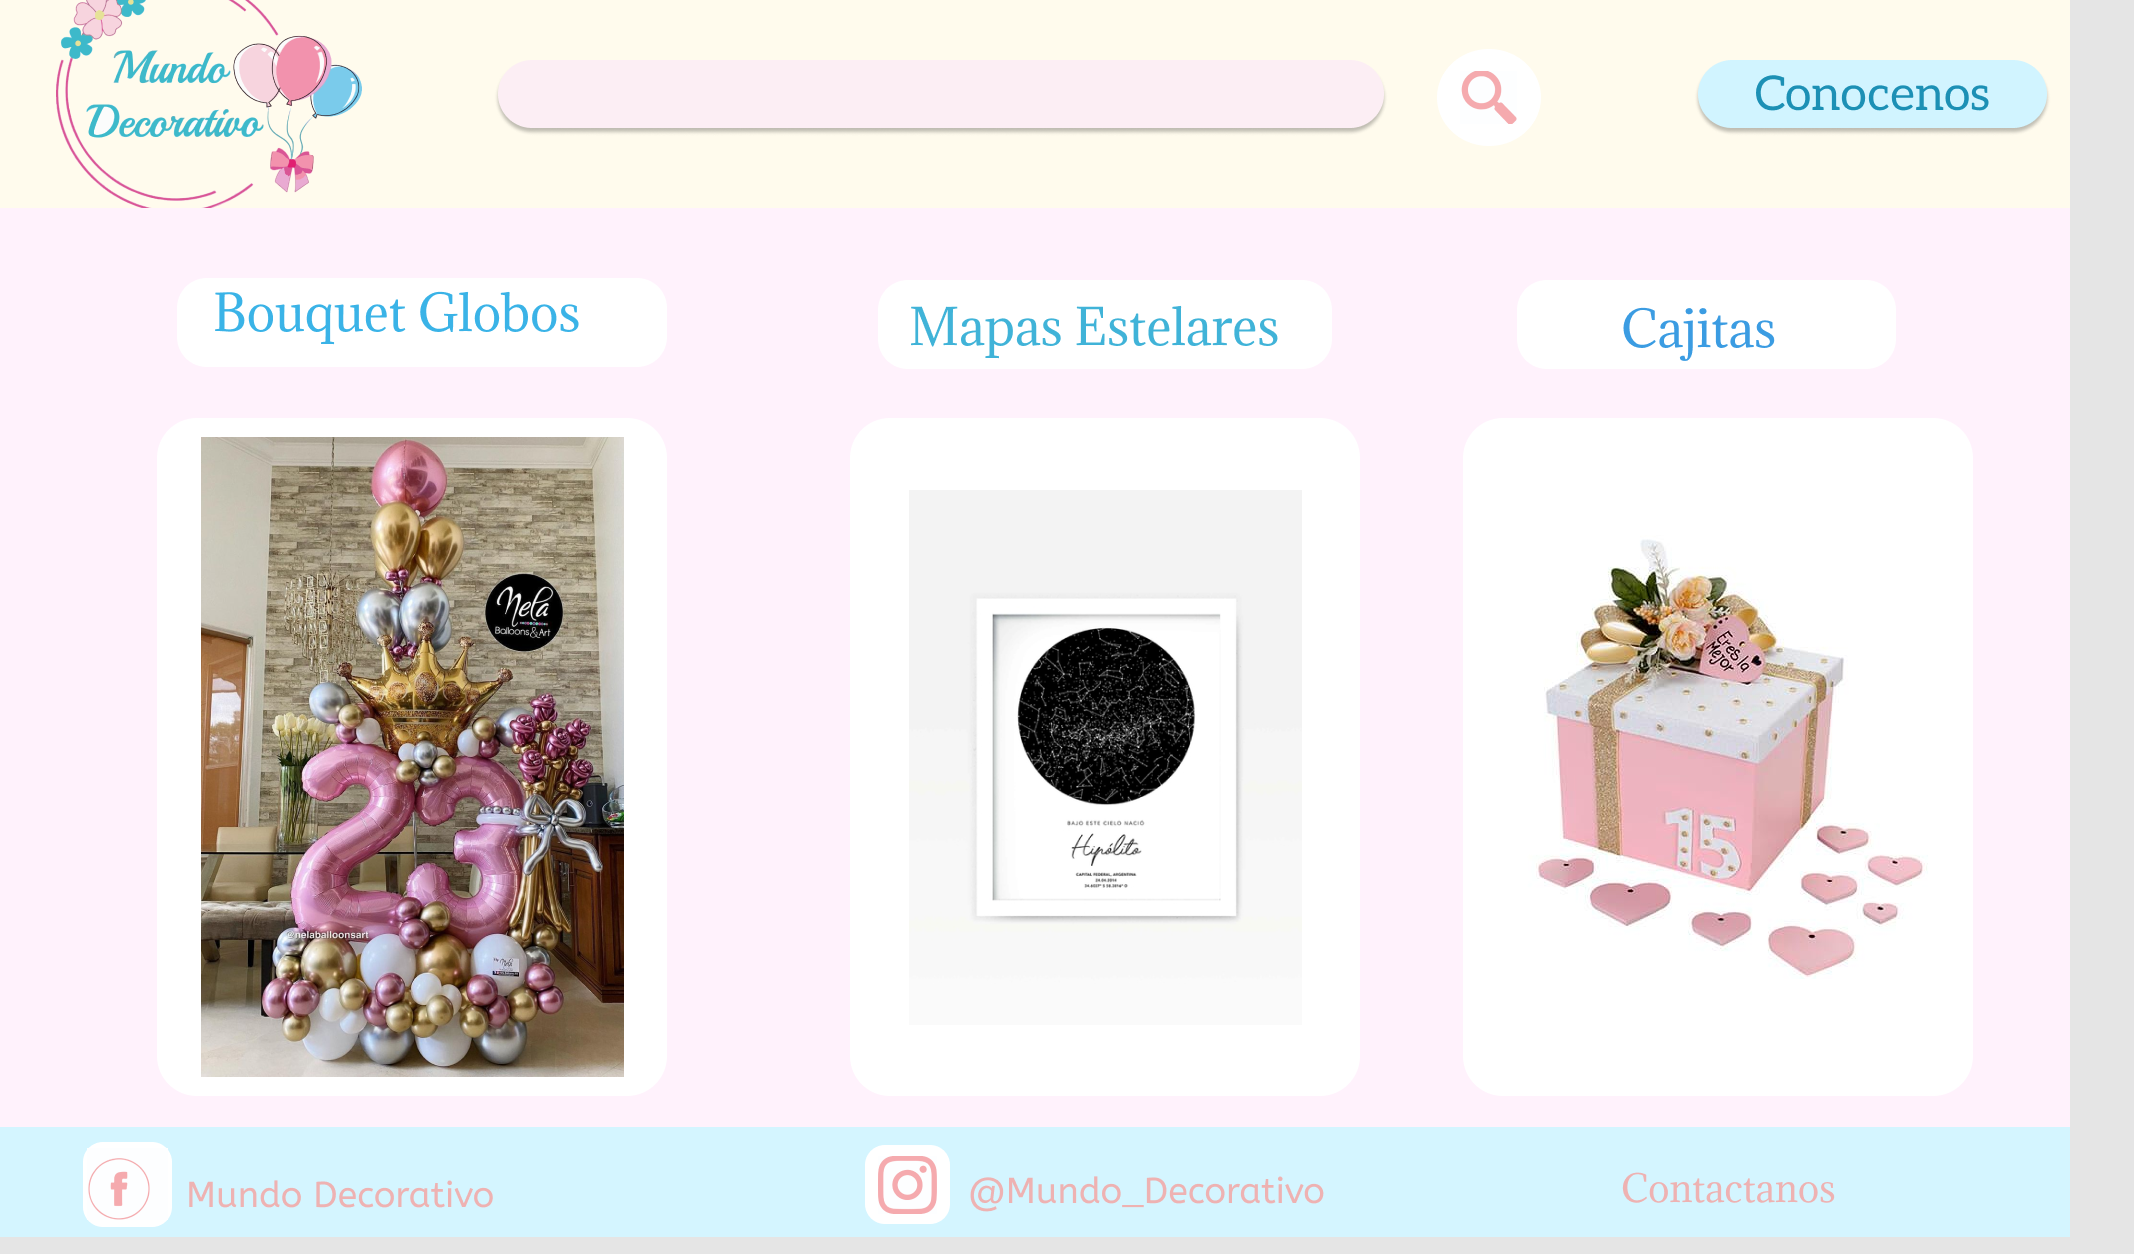 Mundo
Decorativo
Conocenos
Bouquet Globos
Mapas Estelares
Cajitas
Nela
Balloons&Art
@nelaballoonsart
BAJO ESTE CIELO NACIÓ
Hipólito
CAPITAL FEDERAL, ARGENTINA
Eres la
Mejor
15
23
Mundo Decorativo
@Mundo_Decorativo
Contactanos